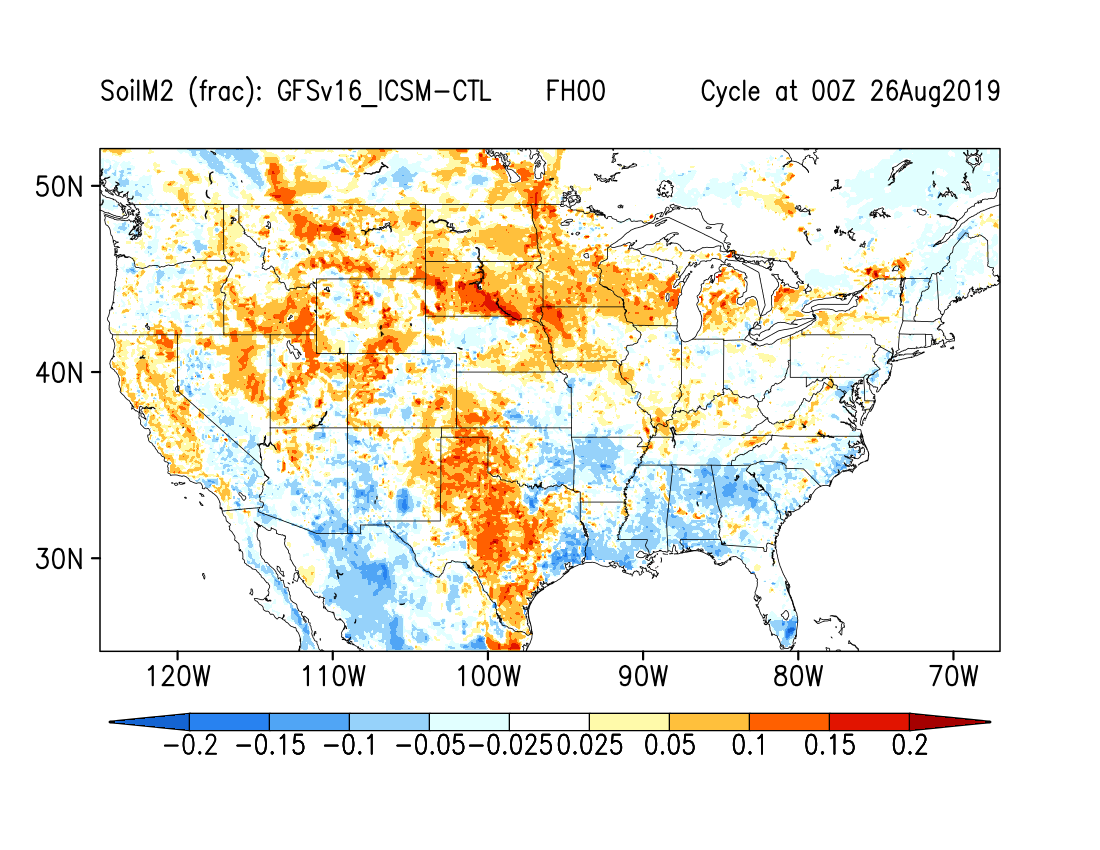 SoilM2 (frac): GFSv16_ICSM-CTL FH00 Cycle at 00Z 26Aug2019
50N
40N
30N
120W 110W 100W 90W 80W 70W
-0.2 -0.15 -0.1 -0.05 -0.025 0.025 0.05 0.1 0.15 0.2